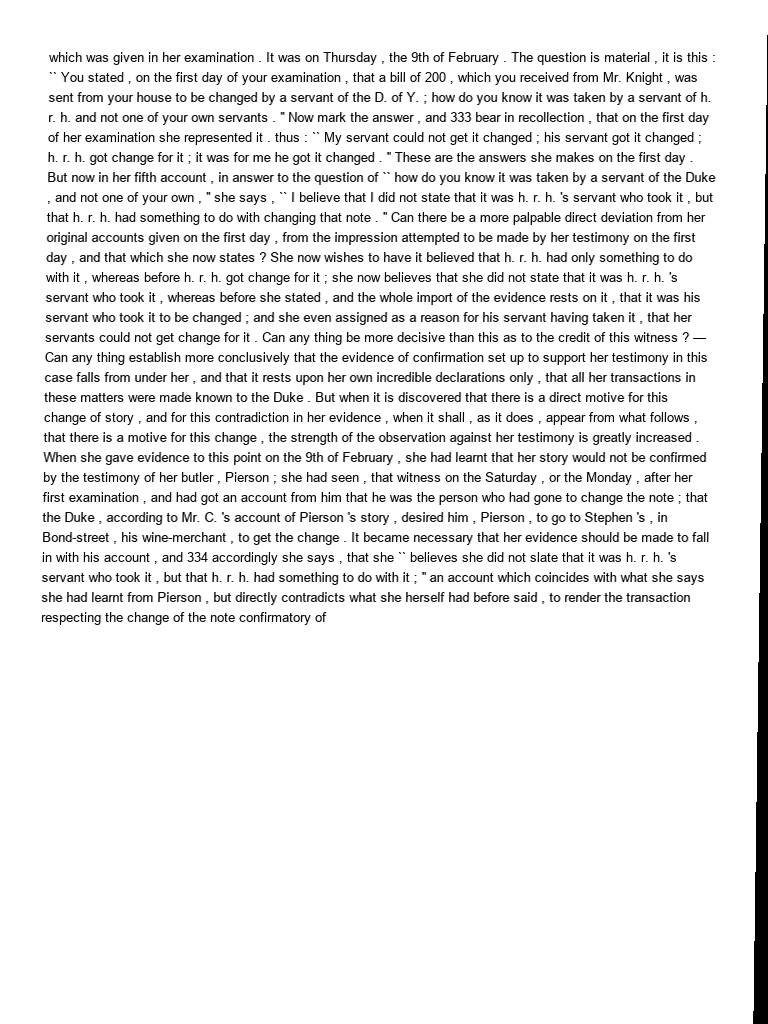 which was given in her examination . It was on Thursday , the 9th of February . The question is material , it is this :
`` You stated , on the first day of your examination , that a bill of 200 , which you received from Mr. Knight , was
sent from your house to be changed by a servant of the D. of Y. ; how do you know it was taken by a servant of h.
r. h. and not one of your own servants . " Now mark the answer , and 333 bear in recollection , that on the first day
of her examination she represented it . thus : `` My servant could not get it changed ; his servant got it changed ;
h. r. h. got change for it ; it was for me he got it changed . " These are the answers she makes on the first day .
But now in her fifth account , in answer to the question of `` how do you know it was taken by a servant of the Duke
, and not one of your own , " she says , `` I believe that I did not state that it was h. r. h. 's servant who took it , but
that h. r. h. had something to do with changing that note . " Can there be a more palpable direct deviation from her
original accounts given on the first day , from the impression attempted to be made by her testimony on the first
day , and that which she now states ? She now wishes to have it believed that h. r. h. had only something to do
with it , whereas before h. r. h. got change for it ; she now believes that she did not state that it was h. r. h. 's
servant who took it , whereas before she stated , and the whole import of the evidence rests on it , that it was his
servant who took it to be changed ; and she even assigned as a reason for his servant having taken it , that her
servants could not get change for it . Can any thing be more decisive than this as to the credit of this witness ? —
Can any thing establish more conclusively that the evidence of confirmation set up to support her testimony in this
case falls from under her , and that it rests upon her own incredible declarations only , that all her transactions in
these matters were made known to the Duke . But when it is discovered that there is a direct motive for this
change of story , and for this contradiction in her evidence , when it shall , as it does , appear from what follows ,
that there is a motive for this change , the strength of the observation against her testimony is greatly increased .
When she gave evidence to this point on the 9th of February , she had learnt that her story would not be confirmed
by the testimony of her butler , Pierson ; she had seen , that witness on the Saturday , or the Monday , after her
first examination , and had got an account from him that he was the person who had gone to change the note ; that
the Duke , according to Mr. C. 's account of Pierson 's story , desired him , Pierson , to go to Stephen 's , in
Bond-street , his wine-merchant , to get the change . It became necessary that her evidence should be made to fall
in with his account , and 334 accordingly she says , that she `` believes she did not slate that it was h. r. h. 's
servant who took it , but that h. r. h. had something to do with it ; " an account which coincides with what she says
she had learnt from Pierson , but directly contradicts what she herself had before said , to render the transaction
respecting the change of the note confirmatory of